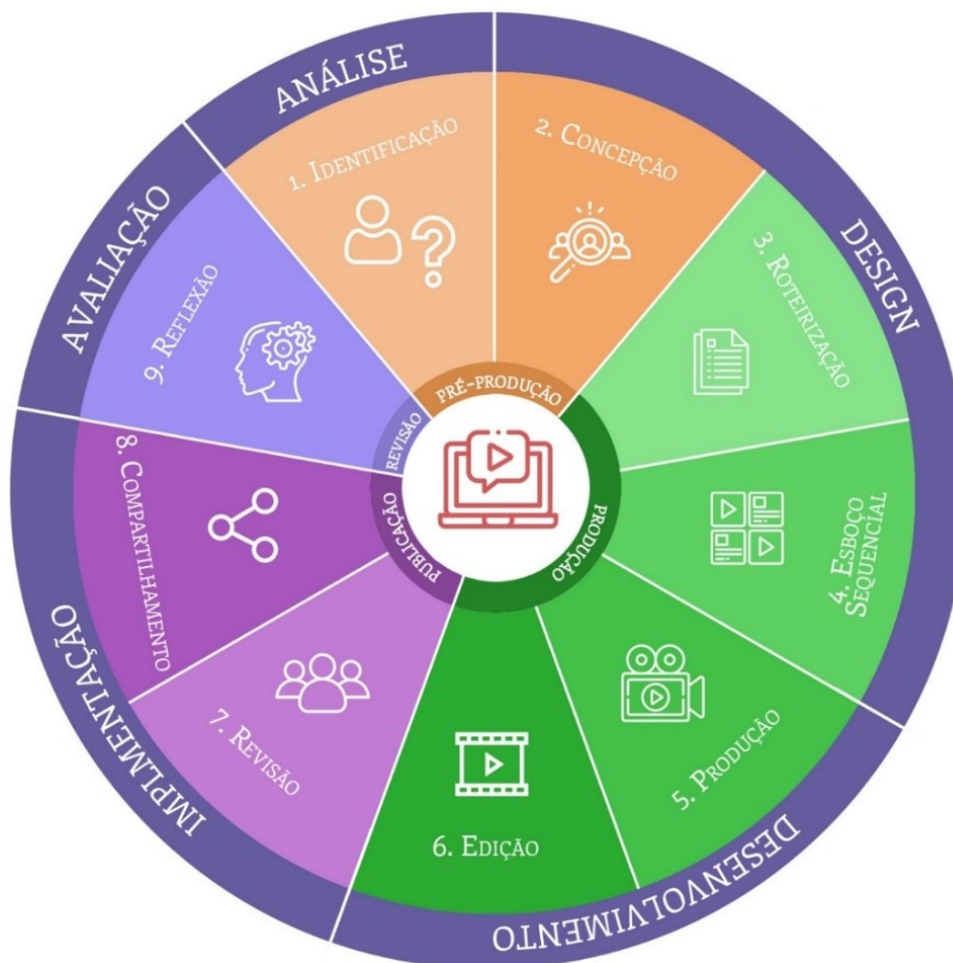 ANÁLISE
DESIGN
DESENVOLVIMENTO
IMPLMENTAÇÃO
AVALIAÇÃO
1. Identificação
2. Concepção
3. Roteirização
4. Esboço
Sequencial
5. Produção
6. Edição
7. Revisão
8. Compartilhamento
9. Reflexão
PRÉ-PRODUÇÃO
PRODUÇÃO
PUBLICAÇÃO
REVISÃO